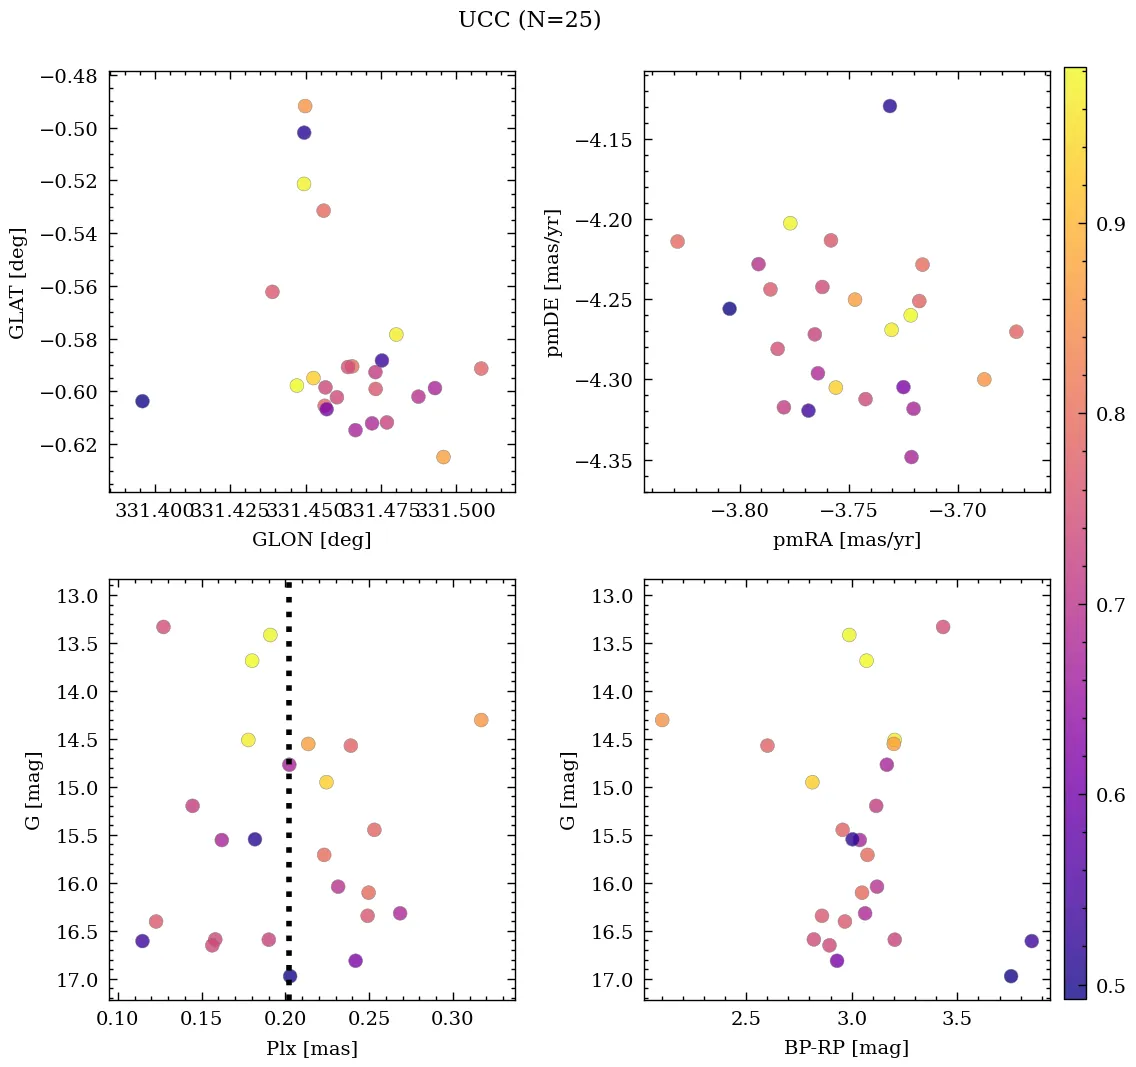 UCC (N=25)
−0.48
−0.50
−0.52
−0.54
−0.56
−0.58
−0.60
−0.62
GLAT [deg]
331.400 331.425 331.450 331.475 331.500
GLON [deg]
−4.15
−4.20
−4.25
−4.30
−4.35
pmDE [mas/yr]
−3.80 −3.75 −3.70
pmRA [mas/yr]
0.9
0.8
0.7
0.6
0.5
13.0
13.5
14.0
14.5
15.0
15.5
16.0
16.5
17.0
G [mag]
0.10 0.15 0.20 0.25 0.30
Plx [mas]
13.0
13.5
14.0
14.5
15.0
15.5
16.0
16.5
17.0
G [mag]
2.5 3.0 3.5
BP-RP [mag]